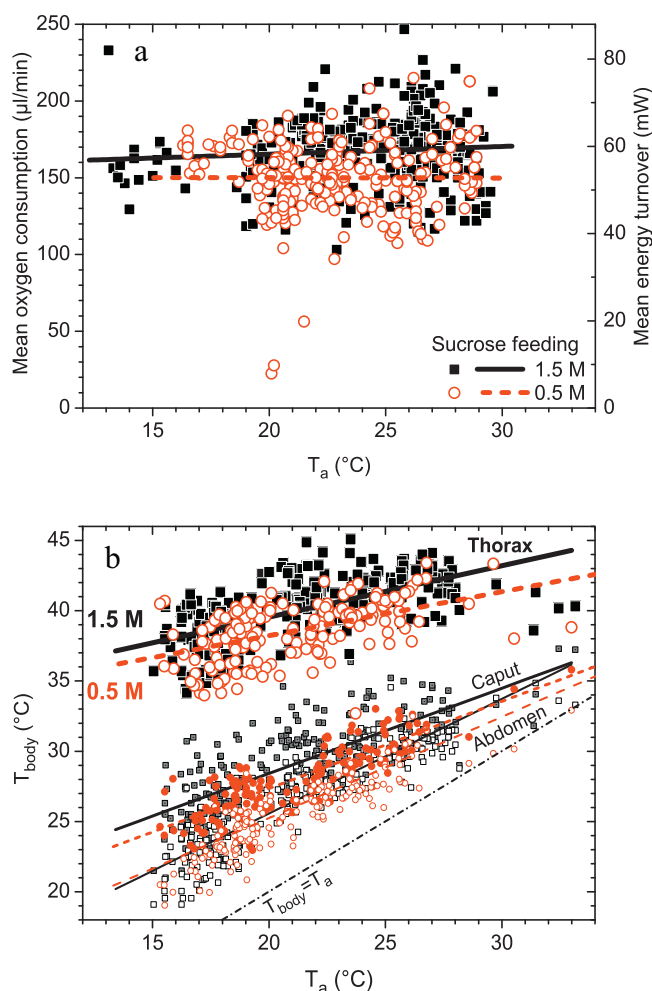 a
Mean oxygen consumption (µl/min)
250
200
150
100
50
0
Mean energy turnover (mW)
80
60
40
20
0
Sucrose feeding
1.5 M
0.5 M
15 20 25 30
Ta (°C)
b
Tbody (°C)
45
40
35
30
25
20
Thorax
1.5 M
0.5 M
Caput
Abdomen
Tbody=Ta
15 20 25 30
Ta (°C)